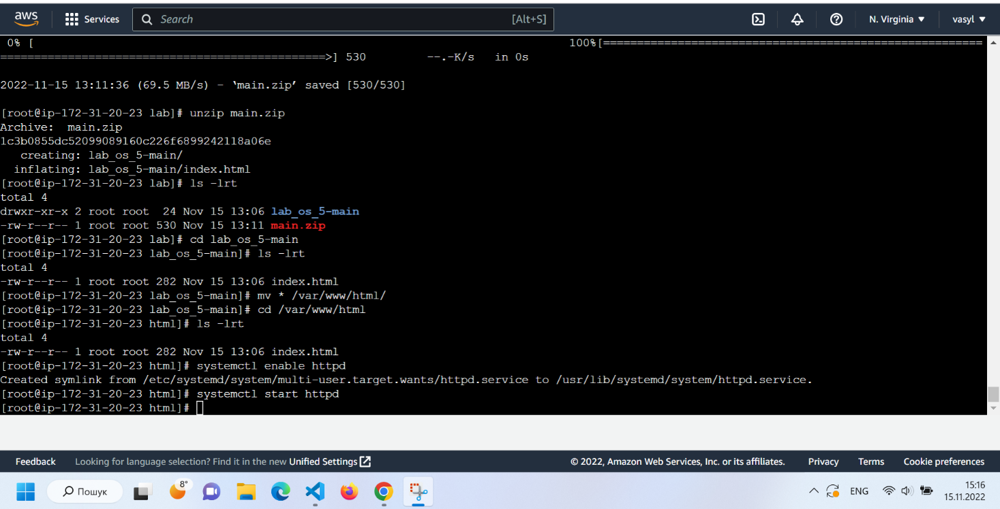 aws
Services
Search [Alt+S]
N. Virginia
vasyl
0% [ 100%[========================================================
================================================>] 530 --.-K/s in 0s
2022-11-15 13:11:36 (69.5 MB/s) - ‘main.zip’ saved [530/530]
[root@ip-172-31-20-23 lab]# unzip main.zip
Archive: main.zip
1c3b0855dc52099089160c226f6899242118a06e
creating: lab_os_5-main/
inflating: lab_os_5-main/index.html
[root@ip-172-31-20-23 lab]# ls -lrt
total 4
drwxr-xr-x 2 root root 24 Nov 15 13:06 lab_os_5-main
-rw-r--r-- 1 root root 530 Nov 15 13:11 main.zip
[root@ip-172-31-20-23 lab]# cd lab_os_5-main
[root@ip-172-31-20-23 lab_os_5-main]# ls -lrt
total 4
-rw-r--r-- 1 root root 282 Nov 15 13:06 index.html
[root@ip-172-31-20-23 lab_os_5-main]# mv * /var/www/html/
[root@ip-172-31-20-23 lab_os_5-main]# cd /var/www/html
[root@ip-172-31-20-23 html]# ls -lrt
total 4
-rw-r--r-- 1 root root 282 Nov 15 13:06 index.html
[root@ip-172-31-20-23 html]# systemctl enable httpd
Created symlink from /etc/systemd/system/multi-user.target.wants/httpd.service to /usr/lib/systemd/system/httpd.service.
[root@ip-172-31-20-23 html]# systemctl start httpd
[root@ip-172-31-20-23 html]#
Feedback Looking for language selection? Find it in the new Unified Settings © 2022, Amazon Web Services, Inc. or its affiliates. Privacy Terms Cookie preferences
Пошук
8°
ENG
15:16
15.11.2022